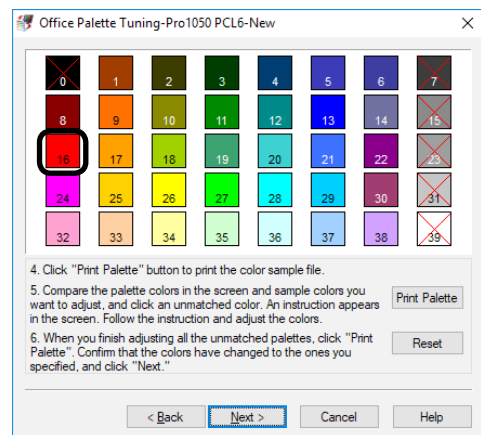 Office Palette Tuning-Pro1050 PCL6-New
0 1 2 3 4 5 6 7
8 9 10 11 12 13 14 15
16 17 18 19 20 21 22 23
24 25 26 27 28 29 30 31
32 33 34 35 36 37 38 39
4. Click "Print Palette" button to print the color sample file.
5. Compare the palette colors in the screen and sample colors you
want to adjust, and click an unmatched color. An instruction appears
in the screen. Follow the instruction and adjust the colors.
Print Palette
6. When you finish adjusting all the unmatched palettes, click "Print
Palette". Confirm that the colors have changed to the ones you
specified, and click "Next."
Reset
< Back
Next >
Cancel
Help